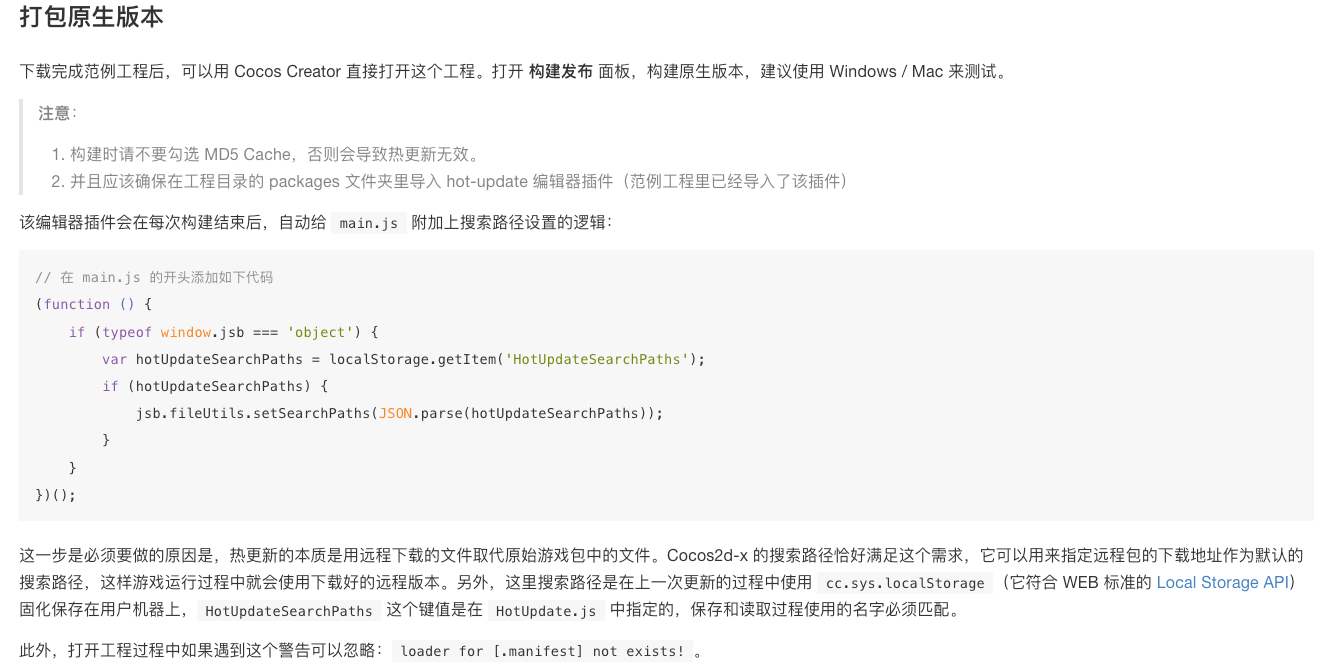 打包原生版本
下载完成范例工程后，可以用 Cocos Creator 直接打开这个工程。打开 构建发布 面板，构建原生版本，建议使用 Windows / Mac 来测试。
注意：
1. 构建时请不要勾选 MD5 Cache，否则会导致热更新无效。
2. 并且应该确保在工程目录的 packages 文件夹里导入 hot-update 编辑器插件（范例工程里已经导入了该插件）
该编辑器插件会在每次构建结束后，自动给 main.js 附加上搜索路径设置的逻辑：
// 在 main.js 的开头添加如下代码
(function () {
    if (typeof window.jsb === 'object') {
        var hotUpdateSearchPaths = localStorage.getItem('HotUpdateSearchPaths');
        if (hotUpdateSearchPaths) {
            jsb.fileUtils.setSearchPaths(JSON.parse(hotUpdateSearchPaths));
        }
    }
})();
这一步是必须要做的原因是，热更新的本质是用远程下载的文件取代原始游戏包中的文件。Cocos2d-x 的搜索路径恰好满足这个需求，它可以用来指定远程包的下载地址作为默认的
搜索路径，这样游戏运行过程中就会使用下载好的远程版本。另外，这里搜索路径是在上一次更新的过程中使用 cc.sys.localStorage （它符合 WEB 标准的 Local Storage API）
固化保存在用户机器上， HotUpdateSearchPaths 这个键值是在 HotUpdate.js 中指定的，保存和读取过程使用的名字必须匹配。
此外，打开工程过程中如果遇到这个警告可以忽略： loader for [.manifest] not exists! 。